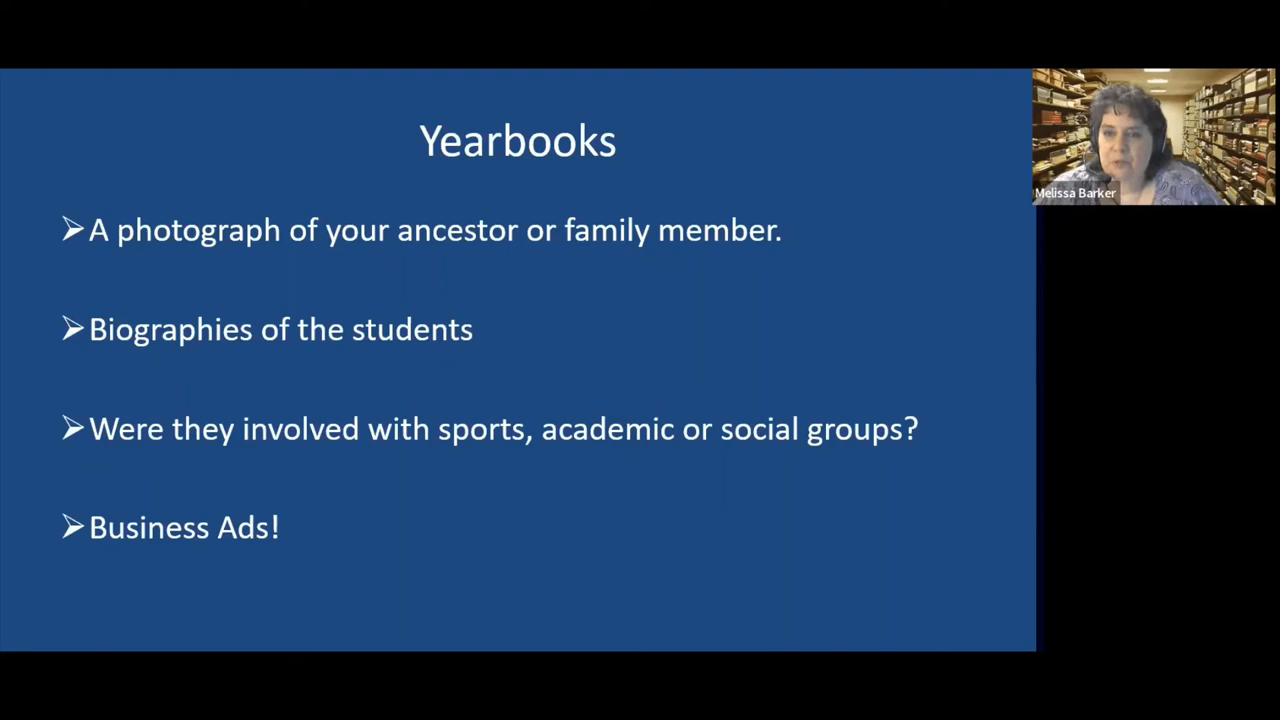 Yearbooks
➢A photograph of your ancestor or family member.
➢Biographies of the students
➢Were they involved with sports, academic or social groups?
➢Business Ads!
Melissa Barker